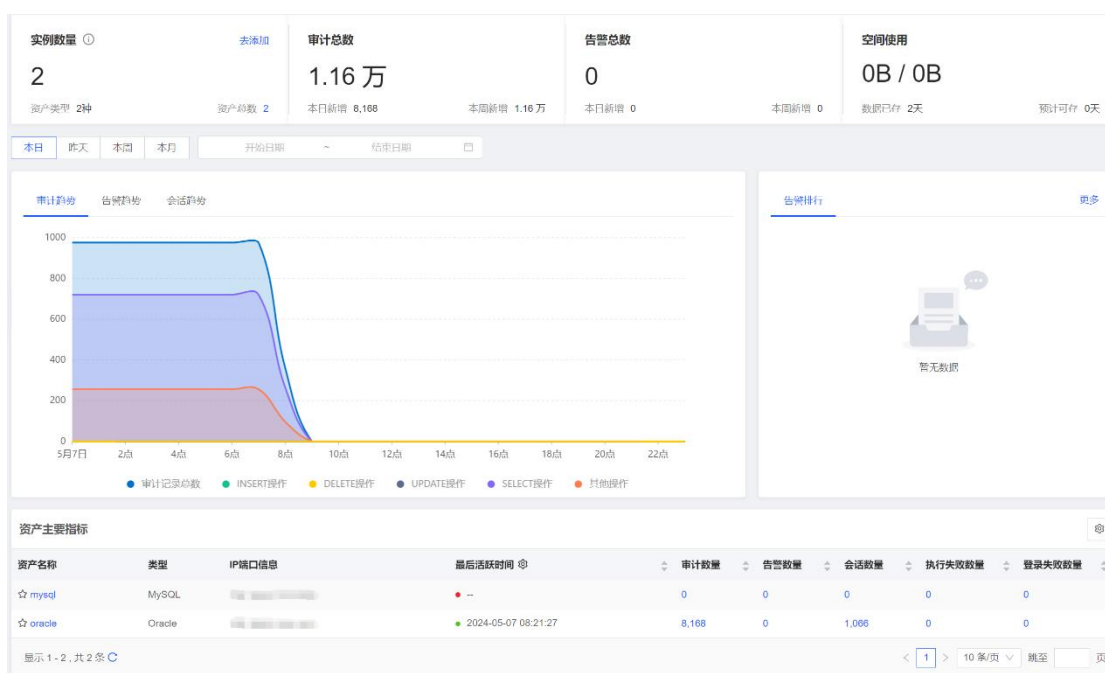 实例数量 去添加 审计总数 告警总数 空间使用
2 1.16 万 0 0B / 0B
资产类型 2种 资产总数 2 本日新增 8,168 本周新增 1.16 万 本日新增 0 本周新增 0 数据已存 2天 预计可存 0天
本日 昨天 本周 本月 开始日期 ~ 结束日期
审计趋势 告警趋势 会话趋势 告警排行 更多
1000
800
600
400
200
0
暂无数据
5月7日 2点 4点 6点 8点 10点 12点 14点 16点 18点 20点 22点
审计记录总数 INSERT操作 DELETE操作 UPDATE操作 SELECT操作 其他操作
资产主要指标
资产名称 类型 IP端口信息 最后活跃时间 审计数量 告警数量 会话数量 执行失败数量 登录失败数量
mysql MySQL -- 0 0 0 0 0
oracle Oracle 2024-05-07 08:21:27 8,168 0 1,066 0 0
显示 1 - 2 , 共 2 条 < 1 > 10 条/页 跳至 页